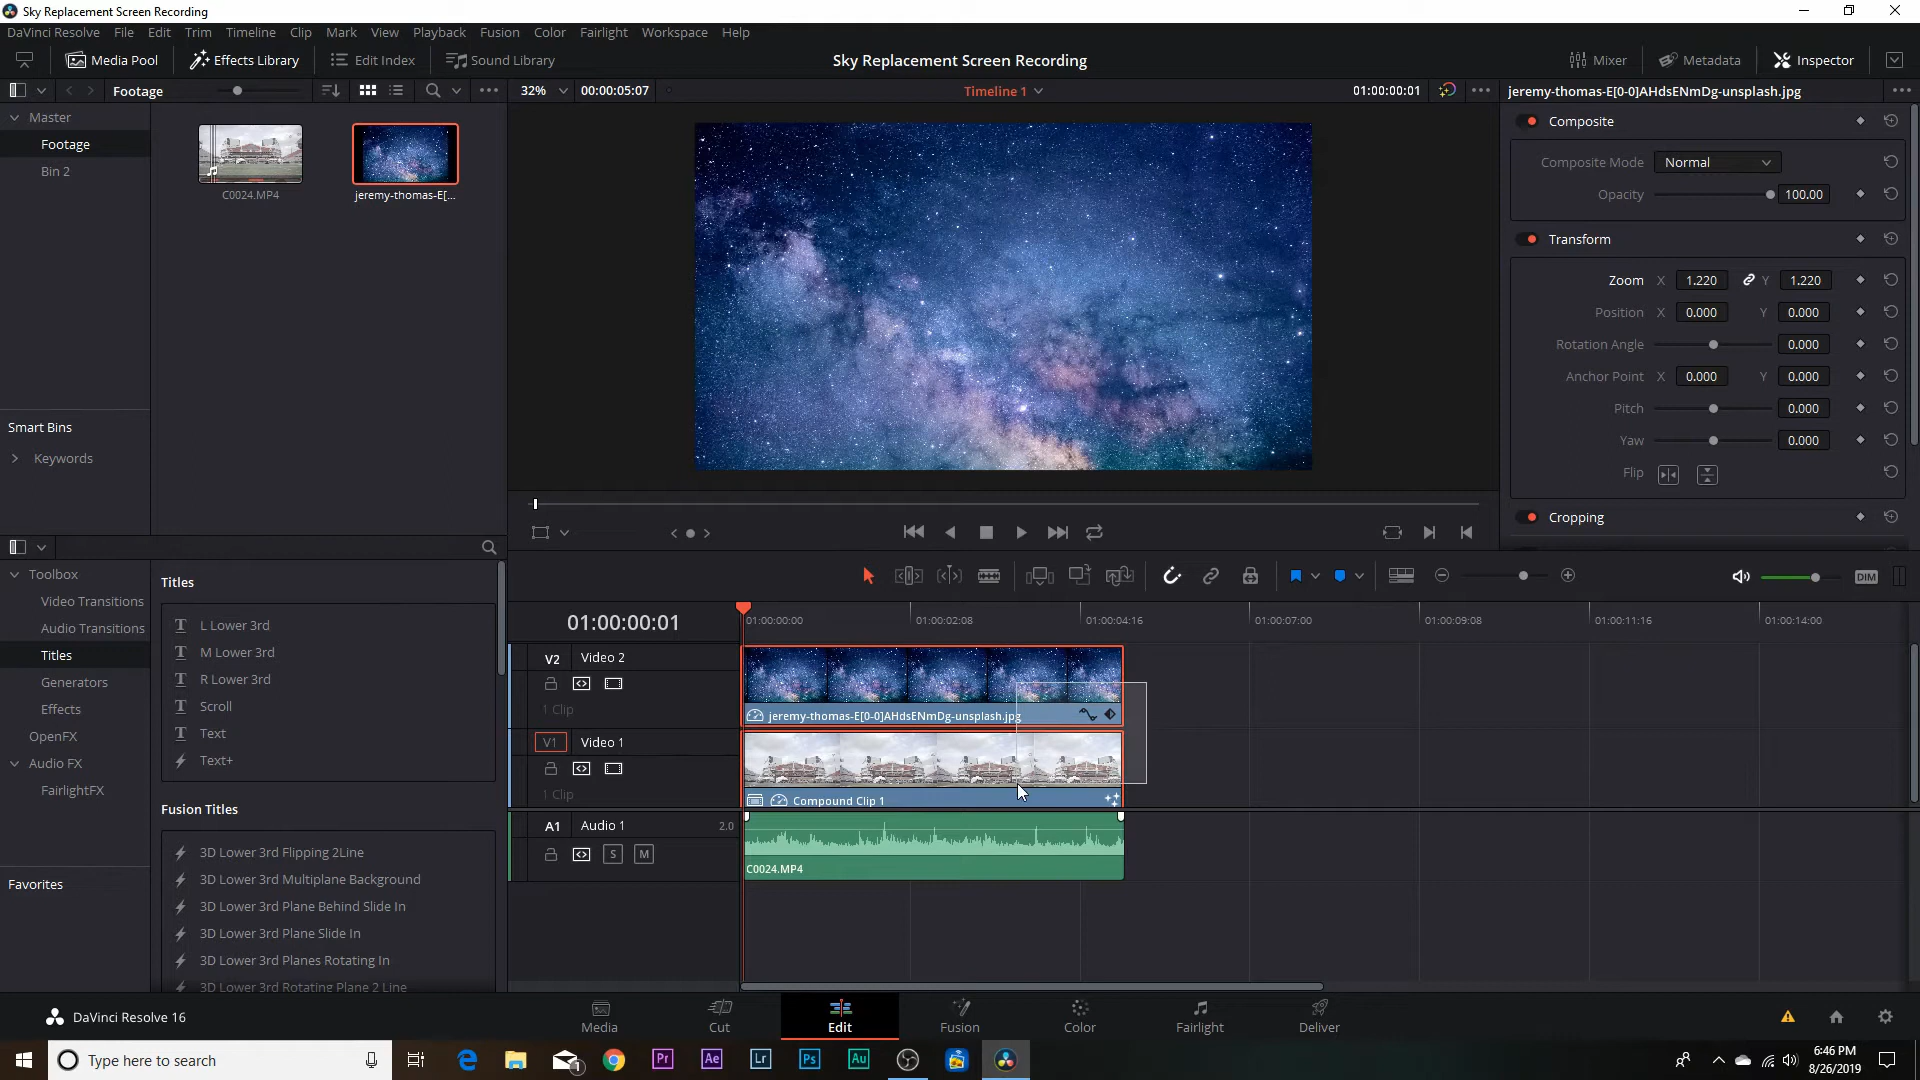 Sky Replacement Screen Recording
DaVinci Resolve File Edit Trim Timeline Clip Mark View Playback Fusion Color Fairlight Workspace Help
Media Pool Effects Library Edit Index Sound Library Sky Replacement Screen Recording Mixer Metadata Inspector
Footage 32% 00:00:05:07 Timeline 1 01:00:00:01 jeremy-thomas-E[0-0]AHdsENmDg-unsplash.jpg
Master
Footage
Bin 2
C0024.MP4 jeremy-thomas-E[...
Smart Bins
Keywords
Composite
Composite Mode Normal
Opacity 100.00
Transform
Zoom X 1.220 Y 1.220
Position X 0.000 Y 0.000
Rotation Angle 0.000
Anchor Point X 0.000 Y 0.000
Pitch 0.000
Yaw 0.000
Flip
Cropping
Toolbox
Video Transitions
Audio Transitions
Titles
Generators
Effects
OpenFX
Audio FX
FairlightFX
Favorites
Titles
L Lower 3rd
M Lower 3rd
R Lower 3rd
Scroll
Text
Text+
Fusion Titles
3D Lower 3rd Flipping 2Line
3D Lower 3rd Multiplane Background
3D Lower 3rd Plane Behind Slide In
3D Lower 3rd Plane Slide In
3D Lower 3rd Planes Rotating In
3D Lower 3rd Rotating Plane 2 Line
DIM
01:00:00:01 01:00:00:00 01:00:02:08 01:00:04:16 01:00:07:00 01:00:09:08 01:00:11:16 01:00:14:00
V2 Video 2
1 Clip
jeremy-thomas-E[0-0]AHdsENmDg-unsplash.jpg
V1 Video 1
1 Clip
Compound Clip 1
A1 Audio 1 2.0
S M
C0024.MP4
DaVinci Resolve 16 Media Cut Edit Fusion Color Fairlight Deliver
Type here to search 1 Pr Ae Lr Ps Au 6:46 PM
8/26/2019